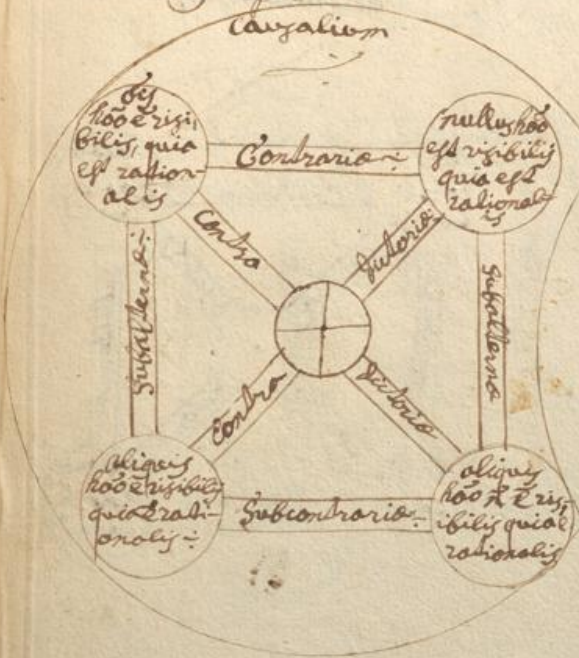 Causalium
oīs
hōo ē risi-
bilis, quia
est ration-
alis
Contrariæ
nullus hōo
est risibilis
quia est
rationalis
Contra
dictoriæ
Subalternæ
Subalternæ
Contra
dictoriæ
aliquis
hōo ē risibilis
quia ē rati-
onalis
Subcontrariæ
aliquis
hōo ē ris-
ibilis quia ē
rationalis